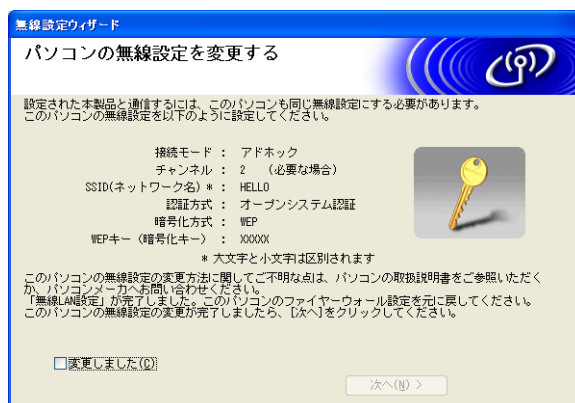 無線設定ウィザード
パソコンの無線設定を変更する
設定された本製品と通信するには、このパソコンも同じ無線設定にする必要があります。
このパソコンの無線設定を以下のように設定してください。
接続モード : アドホック
チャンネル : 2 (必要な場合)
SSID(ネットワーク名) * : HELLO
認証方式 : オープンシステム認証
暗号化方式 : WEP
WEPキー (暗号化キー) : XXXXX
* 大文字と小文字は区別されます
このパソコンの無線設定の変更方法に関してご不明な点は、パソコンの取扱説明書をご参照いただく
か、パソコンメーカへお問い合わせください。
「無線LAN設定」が完了しました。このパソコンのファイヤーウォール設定を元に戻してください。
このパソコンの無線設定の変更が完了しましたら、[次へ]をクリックしてください。
変更しました(C)
次へ(N) >